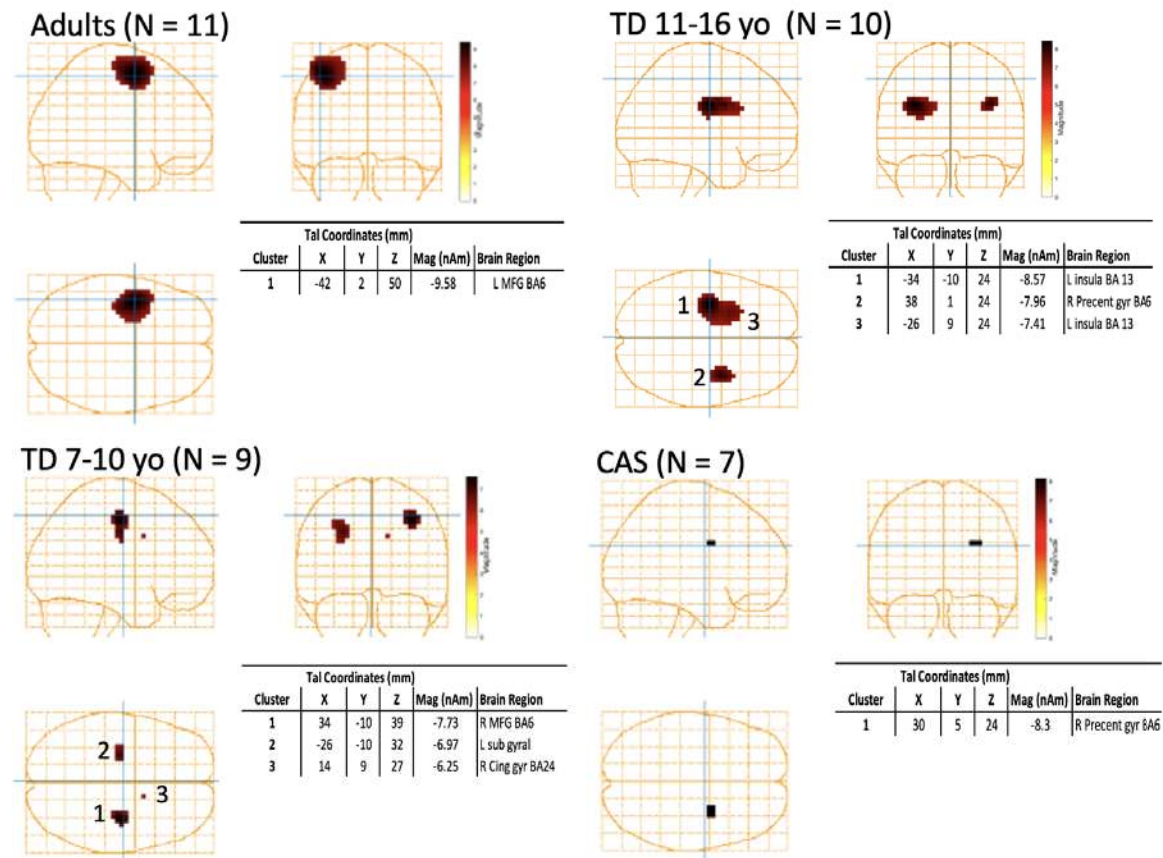 Adults (N = 11)
Magnitude
Tal Coordinates (mm)
Cluster X Y Z Mag (nAm) Brain Region
1 -42 2 50 -9.58 L MFG BA6
TD 11-16 yo (N = 10)
Magnitude
Tal Coordinates (mm)
Cluster X Y Z Mag (nAm) Brain Region
1 -34 -10 24 -8.57 L insula BA 13
2 38 1 24 -7.96 R Precent gyr BA6
3 -26 9 24 -7.41 L insula BA 13
1
3
2
TD 7-10 yo (N = 9)
Magnitude
Tal Coordinates (mm)
Cluster X Y Z Mag (nAm) Brain Region
1 34 -10 39 -7.73 R MFG BA6
2 -26 -10 32 -6.97 L sub gyral
3 14 9 27 -6.25 R Cing gyr BA24
2
3
1
CAS (N = 7)
Magnitude
Tal Coordinates (mm)
Cluster X Y Z Mag (nAm) Brain Region
1 30 5 24 -8.3 R Precent gyr BA6